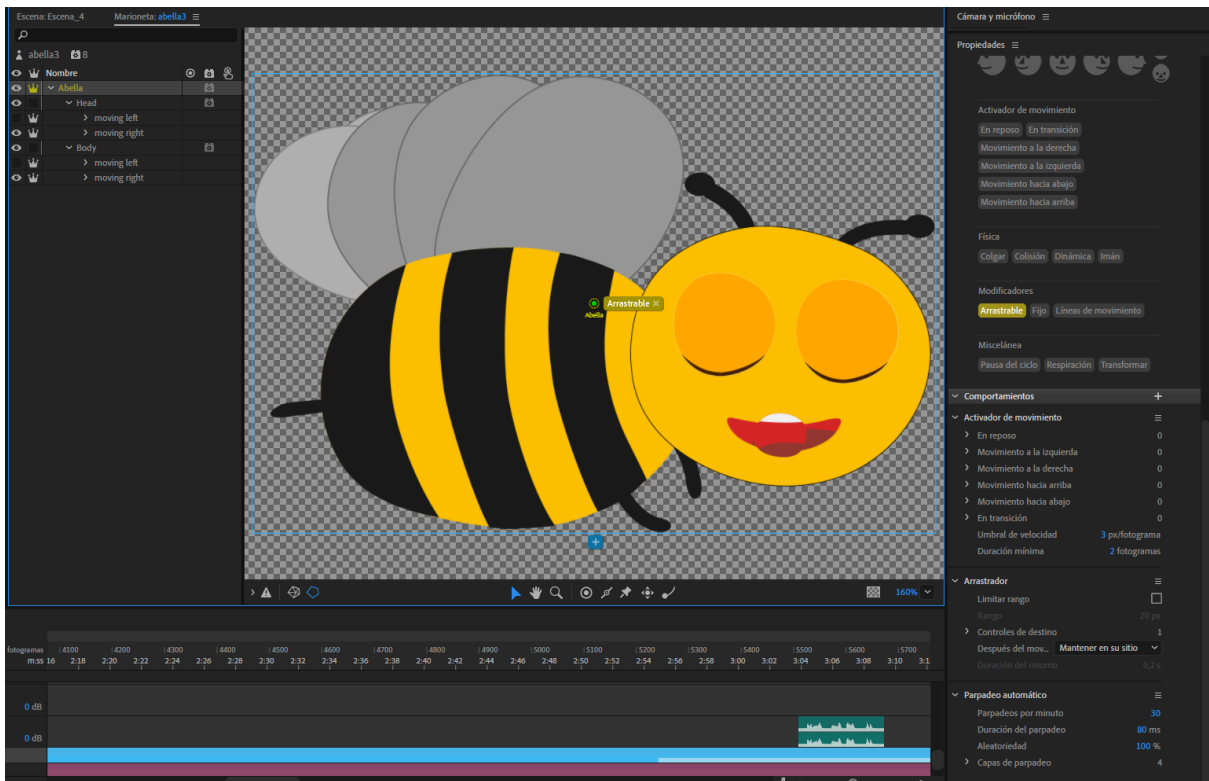 Escena: Escena_4 Marioneta: abella3
abella3 8
Nombre
Abella
Head
moving left
moving right
Body
moving left
moving right
Arrastrable ×
Abella
160%
fotogramas 4100 4200 4300 4400 4500 4600 4700 4800 4900 5000 5100 5200 5300 5400 5500 5600 5700
m:ss 16 2:18 2:20 2:22 2:24 2:26 2:28 2:30 2:32 2:34 2:36 2:38 2:40 2:42 2:44 2:46 2:48 2:50 2:52 2:54 2:56 2:58 3:00 3:02 3:04 3:06 3:08 3:10 3:1
0 dB
0 dB
Cámara y micrófono
Propiedades
Activador de movimiento
En reposo En transición
Movimiento a la derecha
Movimiento a la izquierda
Movimiento hacia abajo
Movimiento hacia arriba
Física
Colgar Colisión Dinámica Imán
Modificadores
Arrastrable Fijo Líneas de movimiento
Miscelánea
Pausa del ciclo Respiración Transformar
Comportamientos +
Activador de movimiento
En reposo 0
Movimiento a la izquierda 0
Movimiento a la derecha 0
Movimiento hacia arriba 0
Movimiento hacia abajo 0
En transición 0
Umbral de velocidad 3 px/fotograma
Duración mínima 2 fotogramas
Arrastrador
Limitar rango
Rango 20 px
Controles de destino 1
Después del mov... Mantener en su sitio
Duración del retorno 0,2 s
Parpadeo automático
Parpadeos por minuto 30
Duración del parpadeo 80 ms
Aleatoriedad 100 %
Capas de parpadeo 4